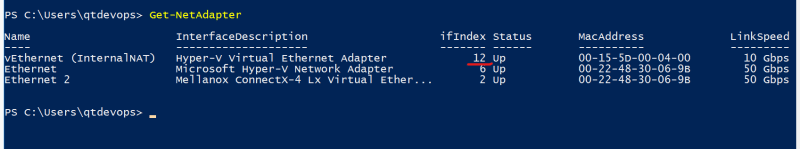 PS C:\Users\qtdevops> Get-NetAdapter
Name InterfaceDescription ifIndex Status MacAddress LinkSpeed
---- -------------------- ------- ------ ---------- ---------
vEthernet (InternalNAT) Hyper-V Virtual Ethernet Adapter 12 Up 00-15-5D-00-04-00 10 Gbps
Ethernet Microsoft Hyper-V Network Adapter 6 Up 00-22-48-30-06-9B 50 Gbps
Ethernet 2 Mellanox ConnectX-4 Lx Virtual Ether... 2 Up 00-22-48-30-06-9B 50 Gbps
PS C:\Users\qtdevops> _